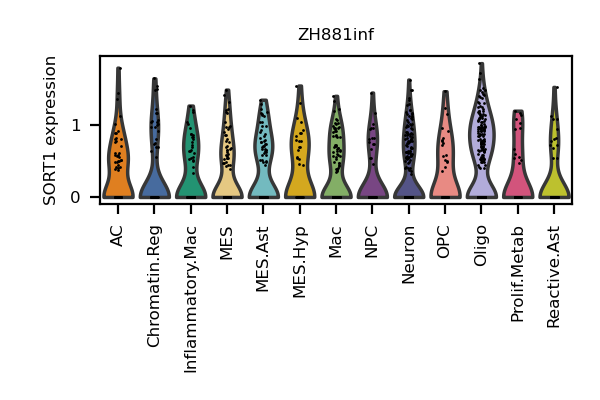 ZH881inf
SORT1 expression
1
0
AC
Chromatin.Reg
Inflammatory.Mac
MES
MES.Ast
MES.Hyp
Mac
NPC
Neuron
OPC
Oligo
Prolif.Metab
Reactive.Ast